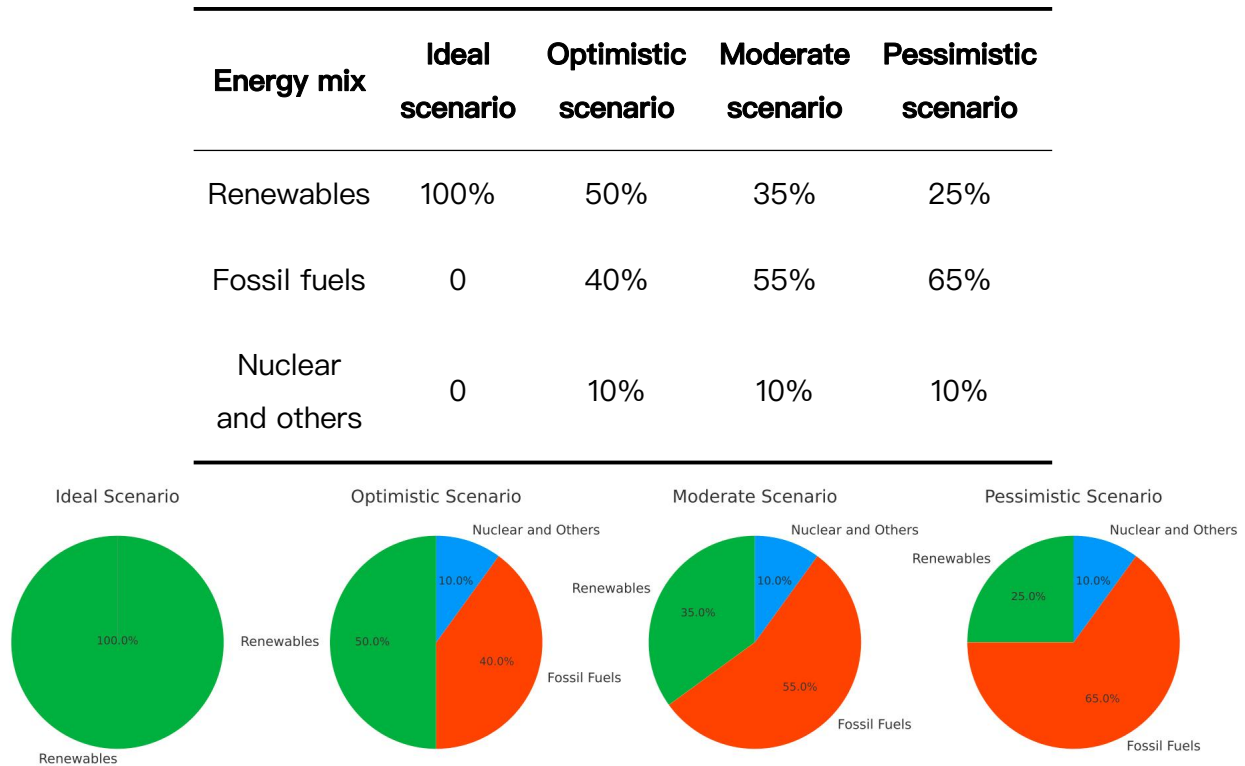 Energy mix Ideal scenario Optimistic scenario Moderate scenario Pessimistic scenario
Renewables 100% 50% 35% 25%
Fossil fuels 0 40% 55% 65%
Nuclear and others 0 10% 10% 10%
Ideal Scenario
100.0%
Renewables
Optimistic Scenario
Nuclear and Others
10.0%
Renewables
50.0%
40.0%
Fossil Fuels
Moderate Scenario
Nuclear and Others
10.0%
Renewables
35.0%
55.0%
Fossil Fuels
Pessimistic Scenario
Nuclear and Others
10.0%
Renewables
25.0%
65.0%
Fossil Fuels